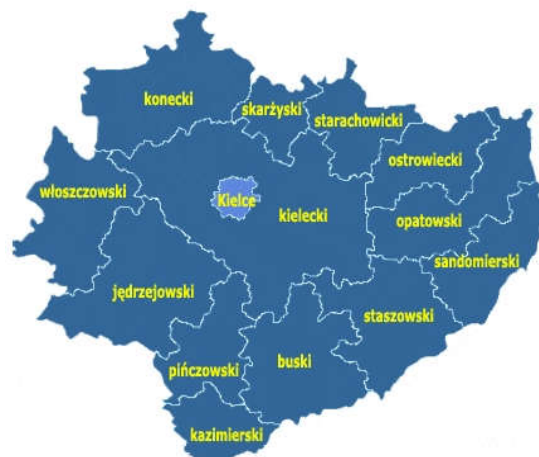 konecki
skarżyski
starachowicki
ostrowiecki
włoszczowski
Kielce
kielecki
opatowski
sandomierski
jędrzejowski
staszowski
pińczowski
buski
kazimierski